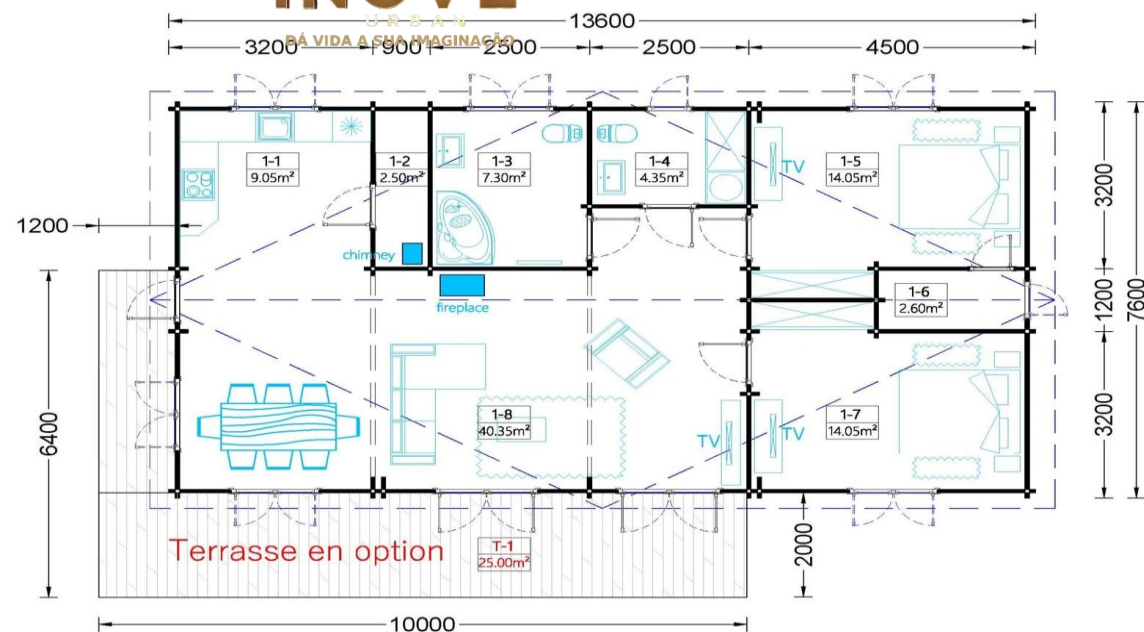 INOVE
URBAN
DÁ VIDA A SUA IMAGINAÇÃO
13600
3200 900 2500 2500 4500
1-1
9.05m²
1-2
2.50m²
1-3
7.30m²
1-4
4.35m²
TV
1-5
14.05m²
3200
1200
chimney
fireplace
1-6
2.60m²
1200
7600
6400
1-8
40.35m²
TV
TV
1-7
14.05m²
3200
Terrasse en option
T-1
25.00m²
2000
10000